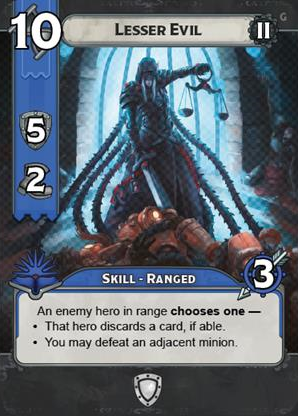 10
LESSER EVIL
II
G
5
2
SKILL - RANGED
3
An enemy hero in range chooses one —
• That hero discards a card, if able.
• You may defeat an adjacent minion.